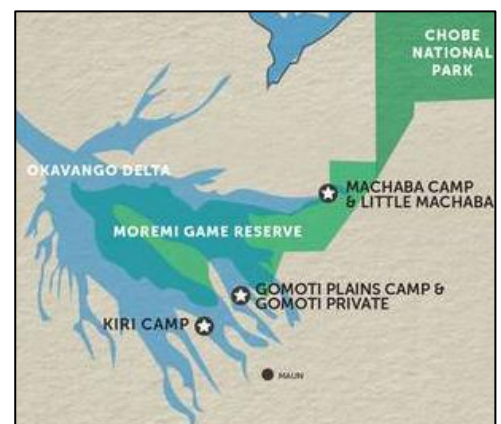 CHOBE
NATIONAL
PARK
OKAVANGO DELTA
MACHABA CAMP
& LITTLE MACHABA
MOREMI GAME RESERVE
GOMOTI PLAINS CAMP &
GOMOTI PRIVATE
KIRI CAMP
MAUN